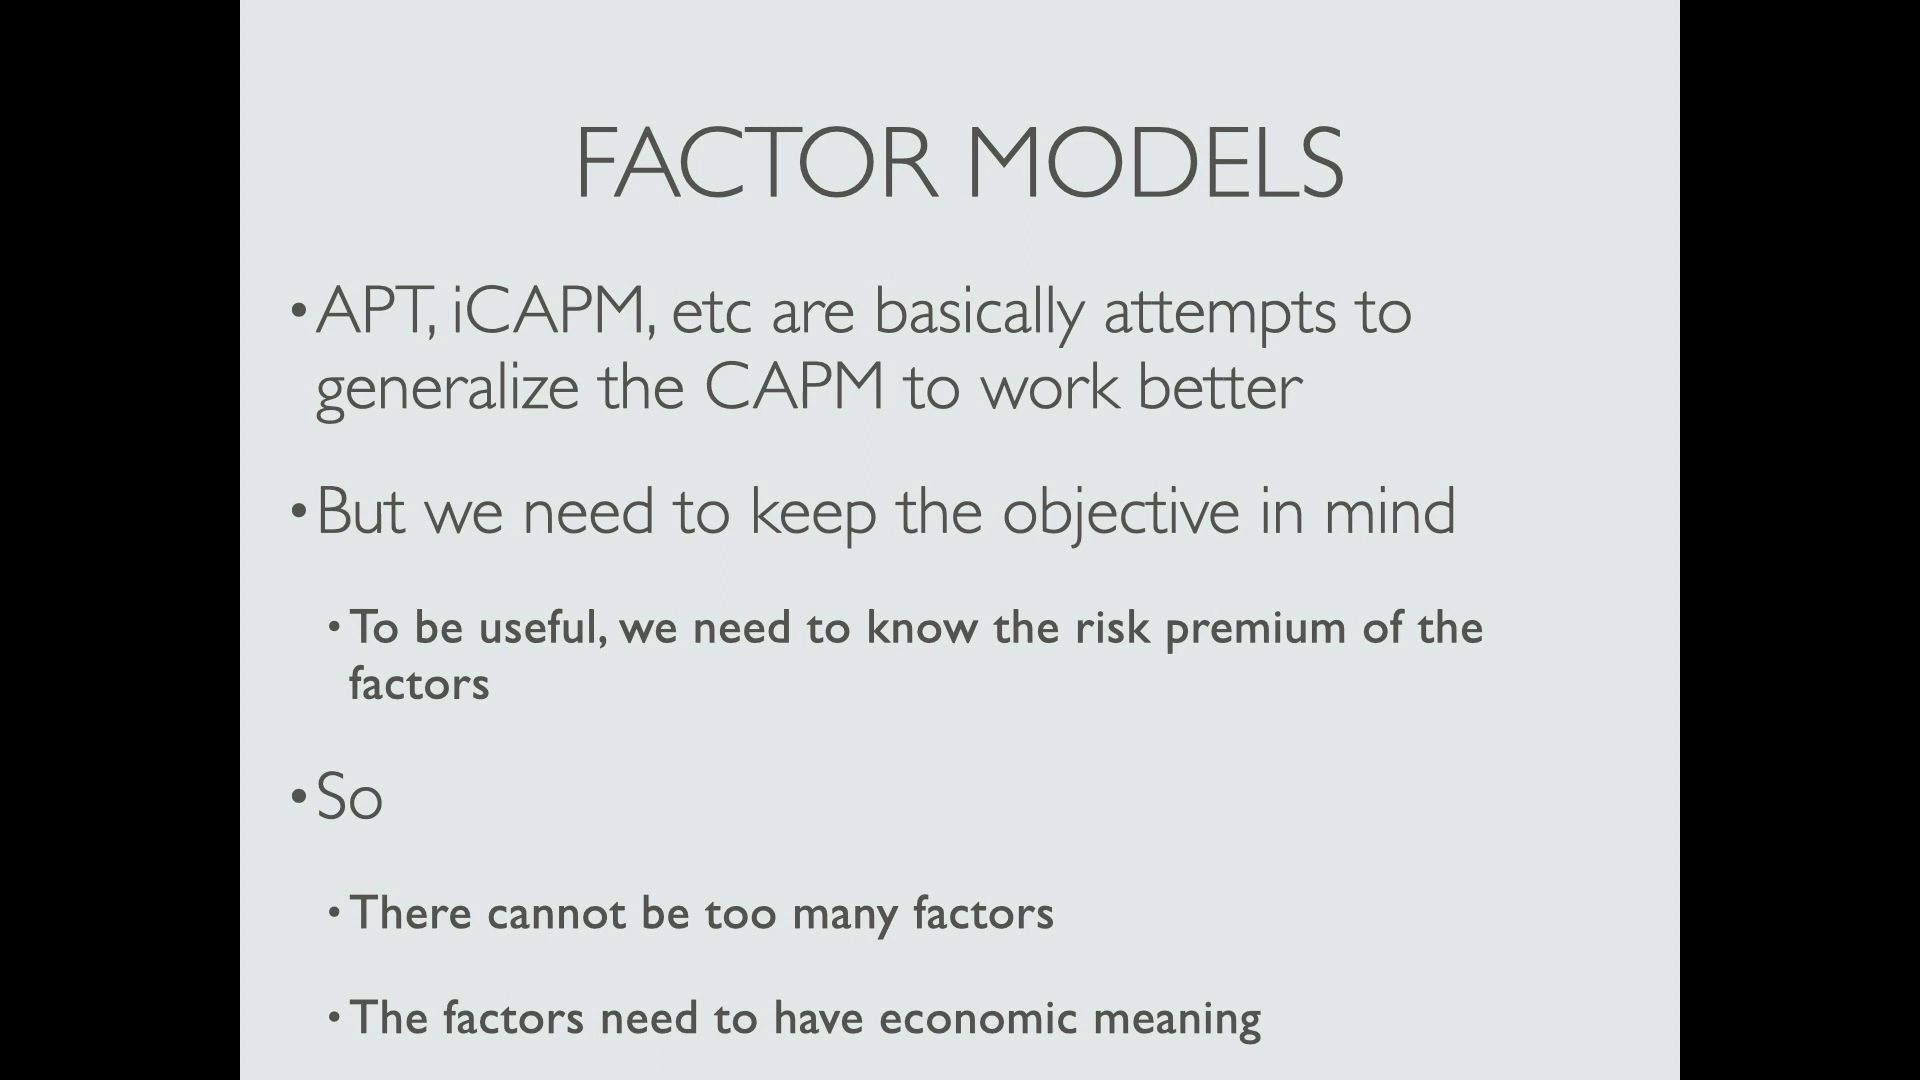 FACTOR MODELS
•APT, iCAPM, etc are basically attempts to
generalize the CAPM to work better
•But we need to keep the objective in mind
•To be useful, we need to know the risk premium of the
factors
•So
•There cannot be too many factors
•The factors need to have economic meaning